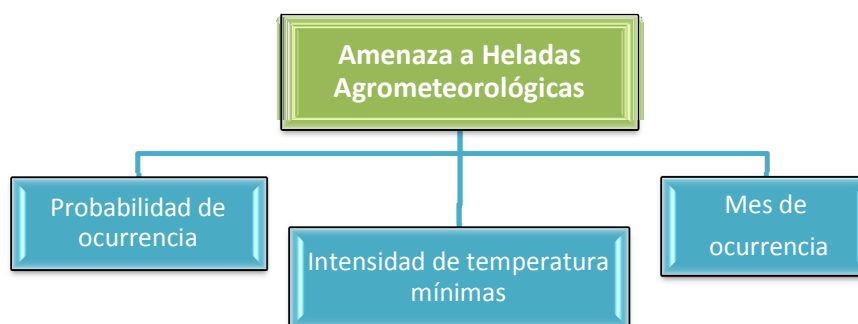 Amenaza a Heladas
Agrometeorológicas
Probabilidad de
ocurrencia
Intensidad de temperatura
mínimas
Mes de
ocurrencia